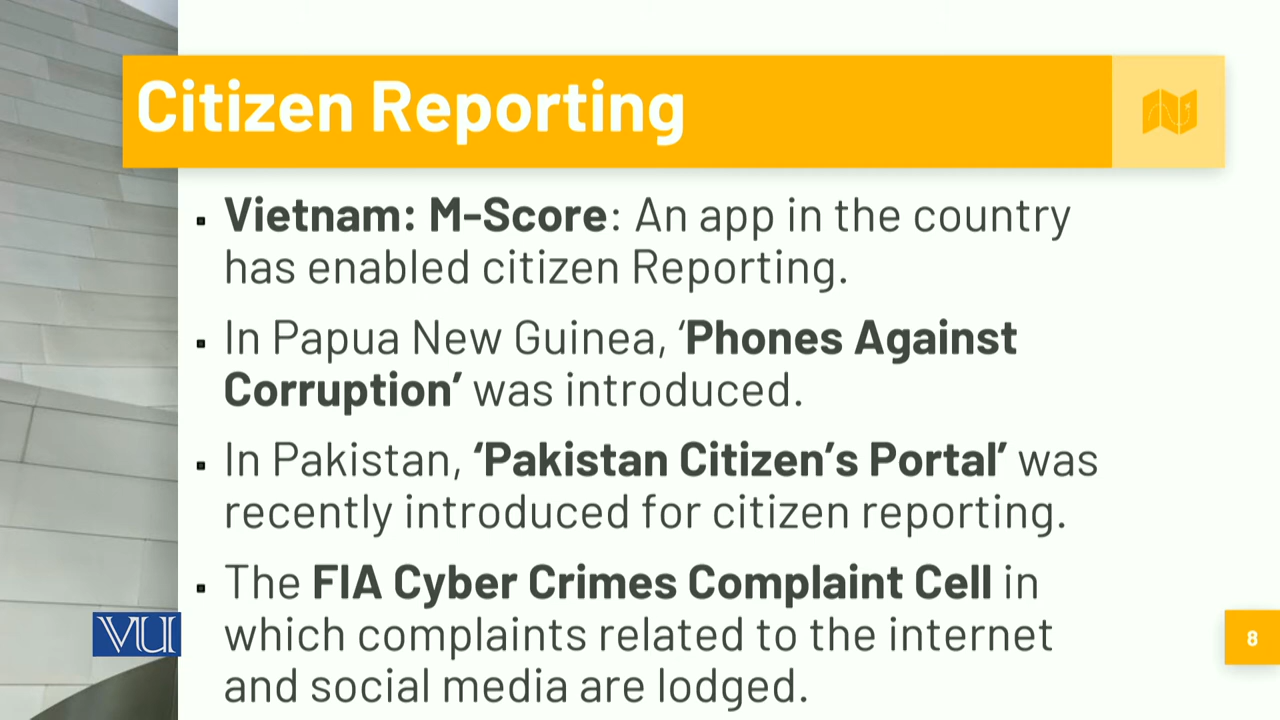 Citizen Reporting
▪ Vietnam: M-Score: An app in the country
has enabled citizen Reporting.
▪ In Papua New Guinea, ‘Phones Against
Corruption’ was introduced.
▪ In Pakistan, ‘Pakistan Citizen’s Portal’ was
recently introduced for citizen reporting.
▪ The FIA Cyber Crimes Complaint Cell in
which complaints related to the internet
and social media are lodged.
VU
8